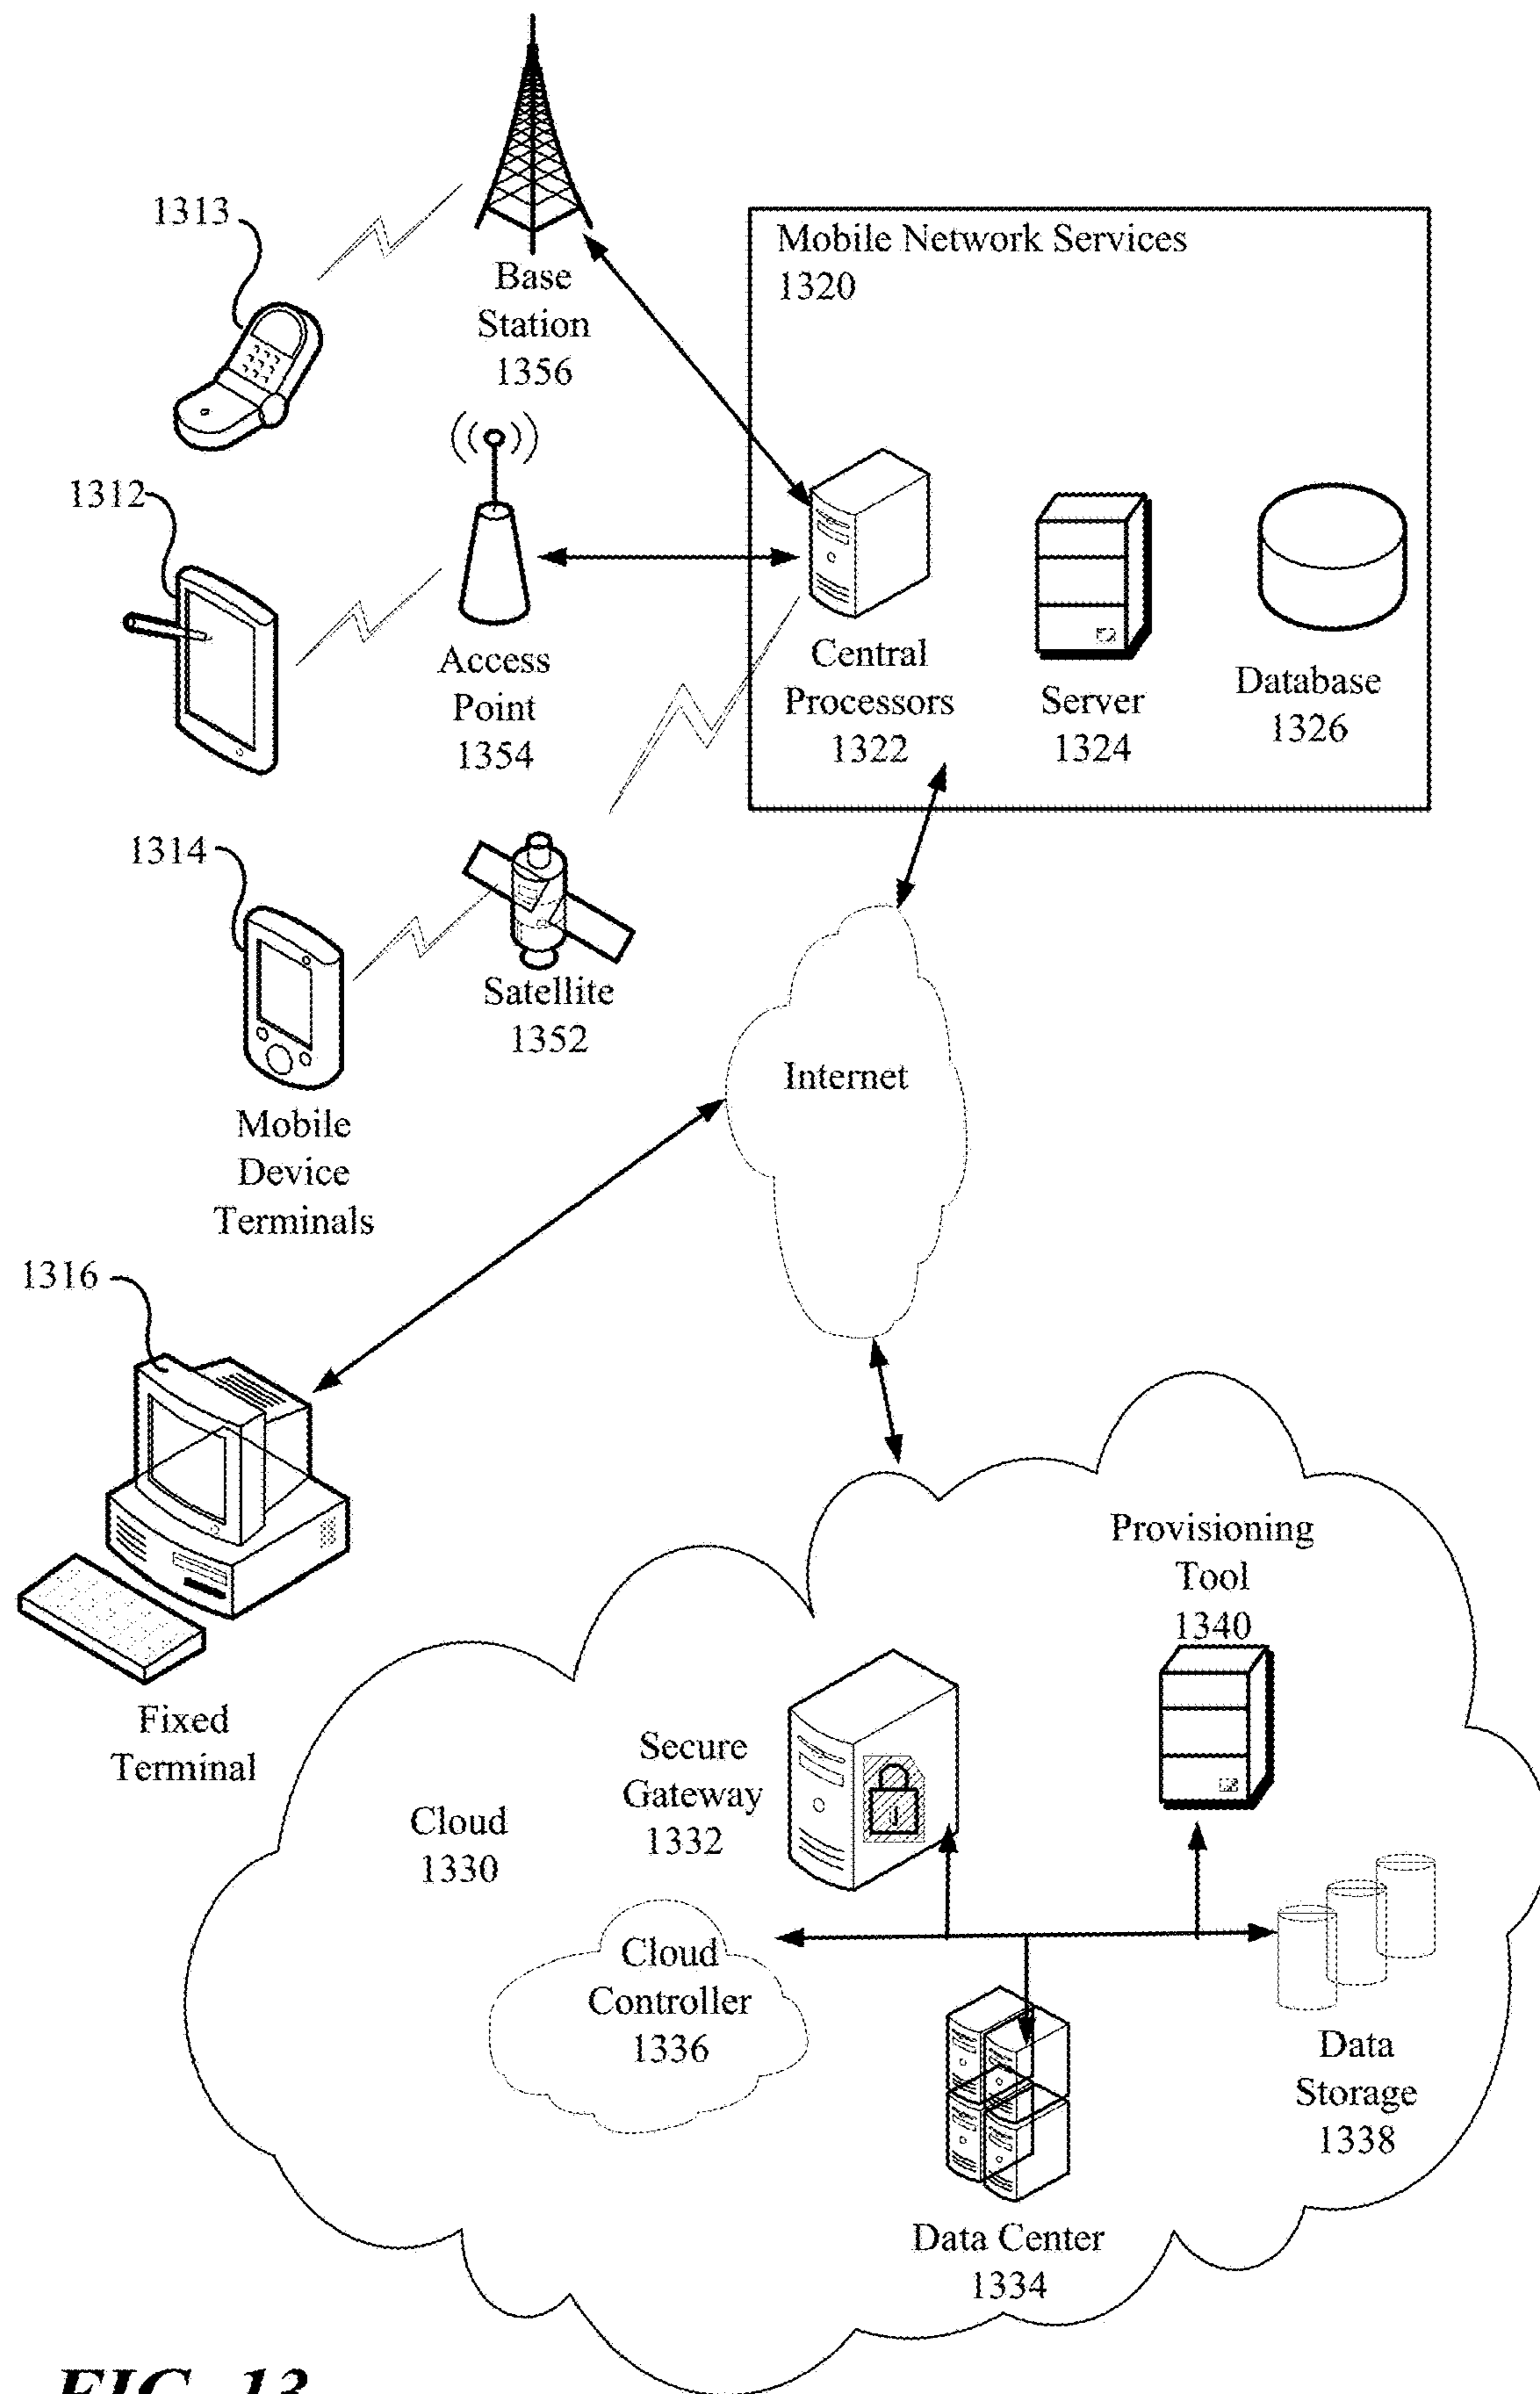 1313
Base
Station
1356
Mobile Network Services
1320
1312
Access
Point
1354
Central
Processors
1322
Server
1324
Database
1326
1314
Satellite
1352
Mobile
Device
Terminals
Internet
1316
Fixed
Terminal
Provisioning
Tool
1340
Secure
Gateway
1332
Cloud
1330
Cloud
Controller
1336
Data
Storage
1338
Data Center
1334
FIG. 13